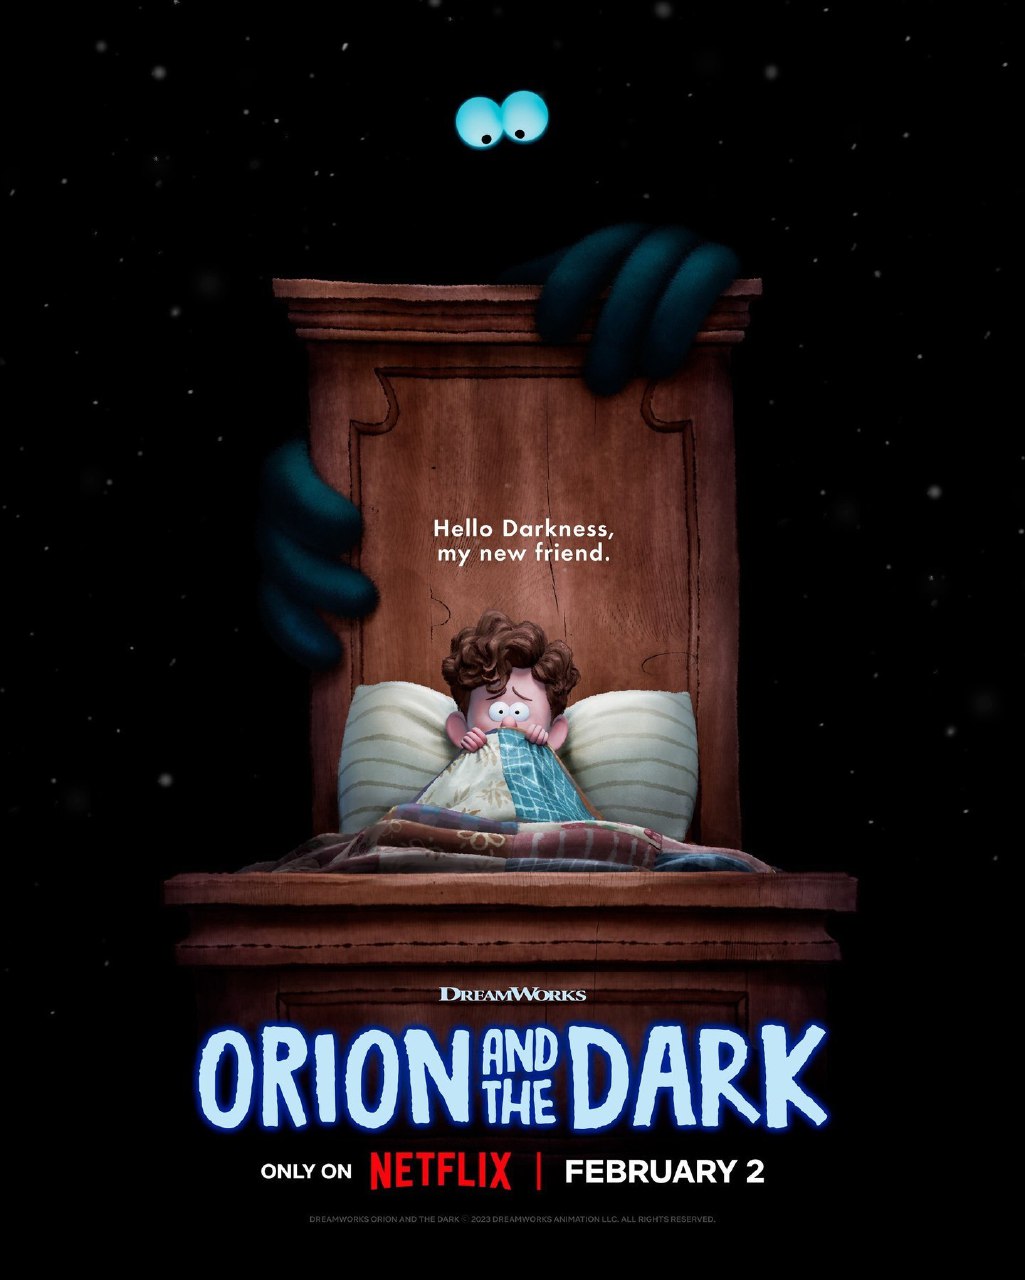 Hello Darkness,
my new friend.
DREAMWORKS
ORION AND THE DARK
ONLY ON NETFLIX | FEBRUARY 2
DREAMWORKS ORION AND THE DARK © 2023 DREAMWORKS ANIMATION LLC. ALL RIGHTS RESERVED.